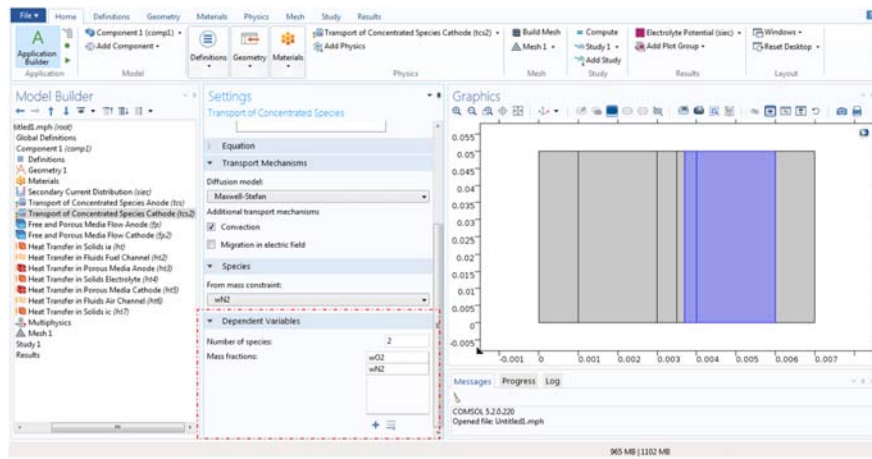 File Home Definitions Geometry Materials Physics Mesh Study Results
Application Builder
Component 1 (comp1)
Add Component
Definitions Geometry Materials
Transport of Concentrated Species Cathode (tcs2)
Add Physics
Build Mesh
Mesh 1
Compute
Study 1
Add Study
Electrolyte Potential (siec)
Add Plot Group
Windows
Reset Desktop
Application Model Physics Mesh Study Results Layout
Model Builder
titled1.mph (root)
Global Definitions
Component 1 (comp1)
Definitions
Geometry 1
Materials
Secondary Current Distribution (siec)
Transport of Concentrated Species Anode (tcs)
Transport of Concentrated Species Cathode (tcs2)
Free and Porous Media Flow Anode (fp)
Free and Porous Media Flow Cathode (fp2)
Heat Transfer in Solids ia (ht)
Heat Transfer in Fluids Fuel Channel (ht2)
Heat Transfer in Porous Media Anode (ht3)
Heat Transfer in Solids Electrolyte (ht4)
Heat Transfer in Porous Media Cathode (ht5)
Heat Transfer in Fluids Air Channel (ht6)
Heat Transfer in Solids ic (ht7)
Multiphysics
Mesh 1
Study 1
Results
Settings
Transport of Concentrated Species
Equation
Transport Mechanisms
Diffusion model:
Maxwell-Stefan
Additional transport mechanisms
Convection
Migration in electric field
Species
From mass constraint:
wN2
Dependent Variables
Number of species: 2
Mass fractions: wO2
wN2
Graphics
0.055
0.05
0.045
0.04
0.035
0.03
0.025
0.02
0.015
0.01
0.005
0
-0.005
-0.001 0 0.001 0.002 0.003 0.004 0.005 0.006 0.007
Messages Progress Log
COMSOL 5.2.0.220
Opened file: Untitled1.mph
965 MB | 1102 MB